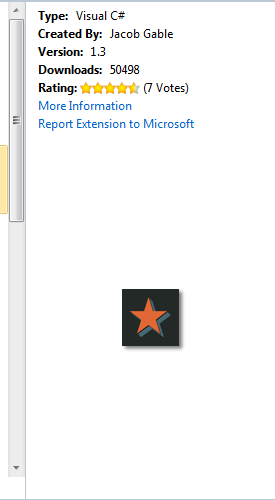 Type: Visual C#
Created By: Jacob Gable
Version: 1.3
Downloads: 50498
Rating: (7 Votes)
More Information
Report Extension to Microsoft